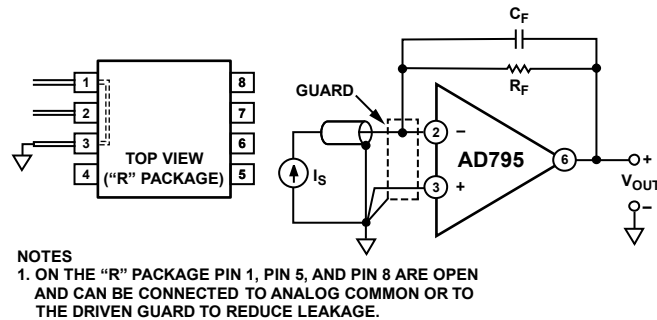 1
2
3
4
8
7
6
5
TOP VIEW
("R" PACKAGE)
GUARD
CF
RF
IS
2
−
3
+
AD795
6
+
VOUT
−
NOTES
1. ON THE "R" PACKAGE PIN 1, PIN 5, AND PIN 8 ARE OPEN
AND CAN BE CONNECTED TO ANALOG COMMON OR TO
THE DRIVEN GUARD TO REDUCE LEAKAGE.